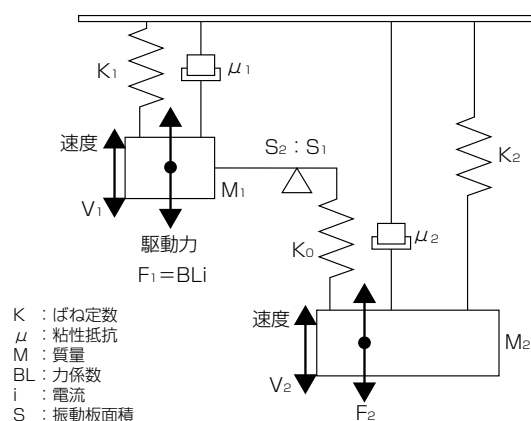 K₁
μ₁
速度
S₂：S₁
K₂
V₁
M₁
駆動力
K₀
μ₂
F₁＝BLi
K ：ばね定数
μ ：粘性抵抗
M ：質量
BL：力係数
i ：電流
S ：振動板面積
速度
M₂
V₂
F₂